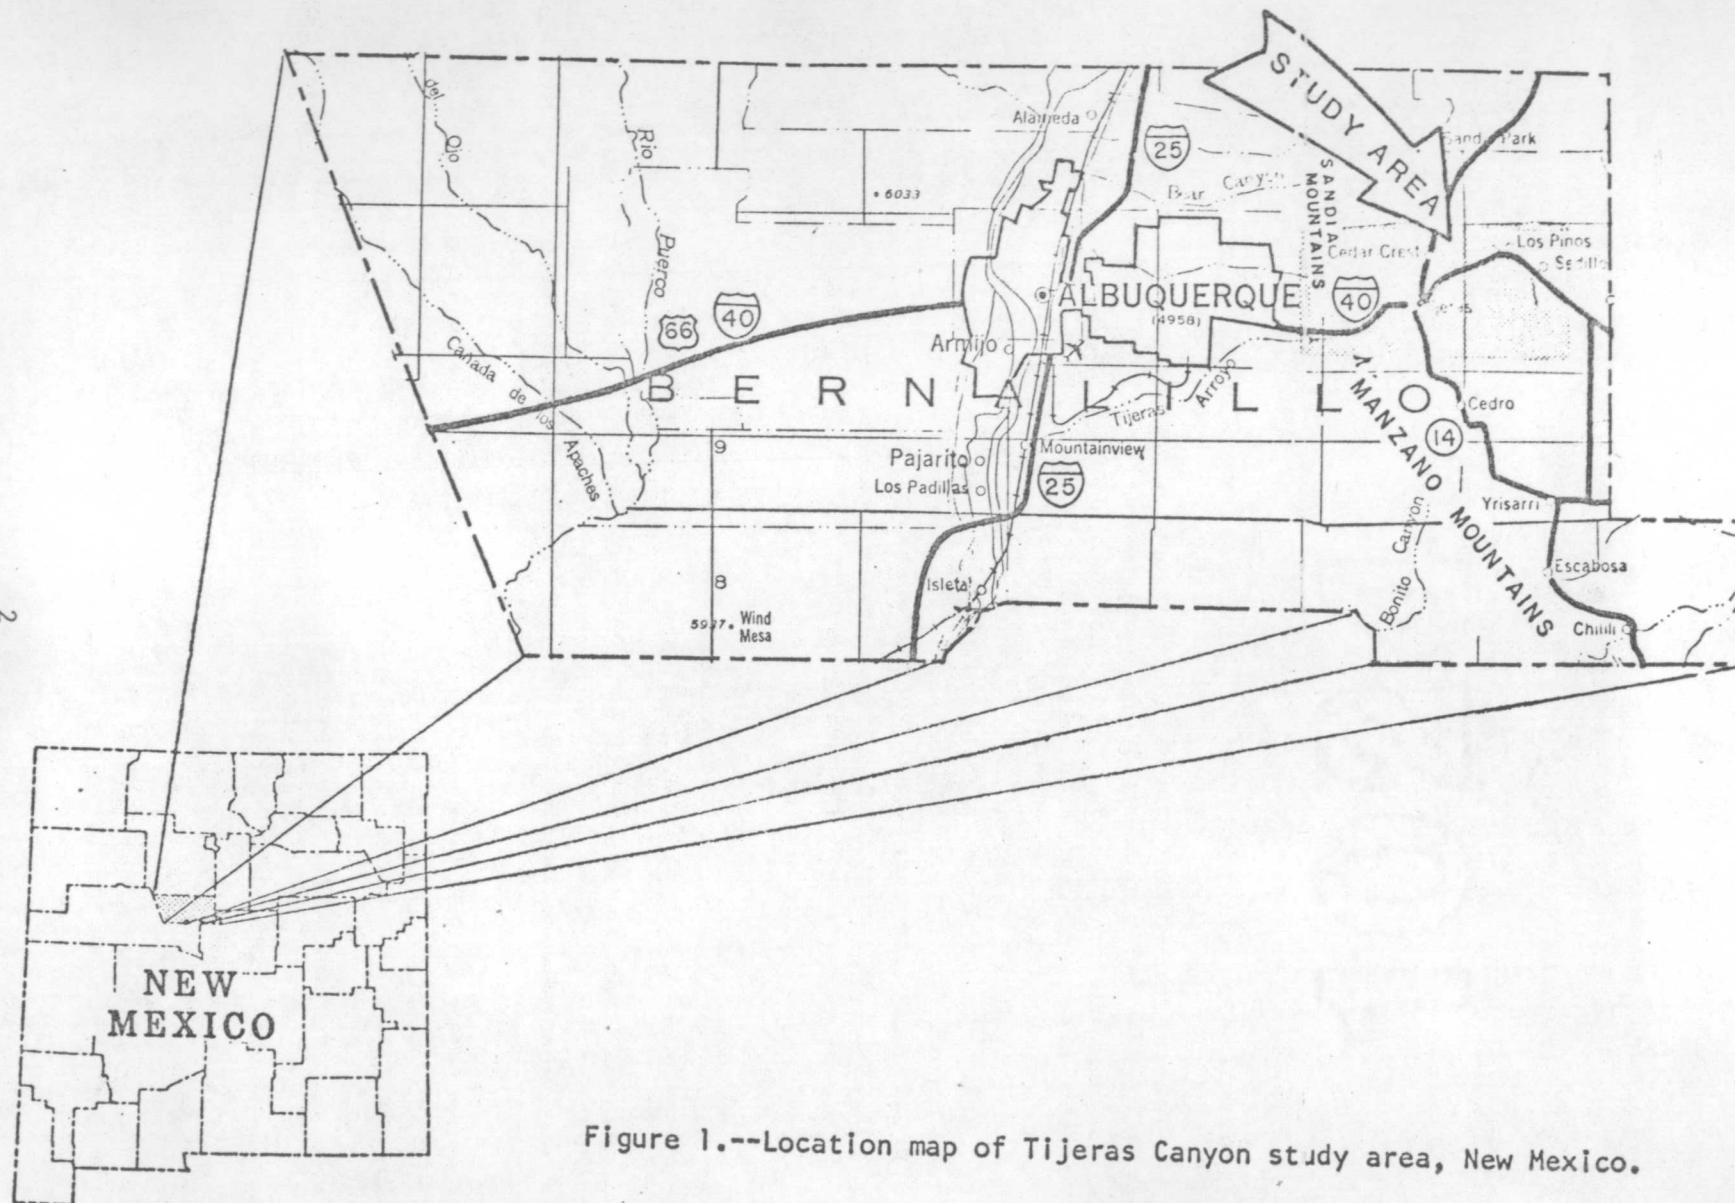 STUDY AREA
del
Ojo
Rio
Puerco
Alameda
25
Sandia Park
6033
Bear Canyon
SANDIA
MOUNTAINS
Los Pinos
Cedar Crest
Sedillo
ALBUQUERQUE
(4958)
40
66
40
Armijo
Cañada
de los
Apaches
BERNALILLO
Tijeras
Arroyo
MANZANO
MOUNTAINS
Cedro
14
9
Mountainview
Pajarito
Los Padillas
25
Yrisarri
Canyon
Bonito
Escabosa
8
Isleta
Wind
Mesa
Chilili
2
NEW
MEXICO
Figure 1.--Location map of Tijeras Canyon study area, New Mexico.